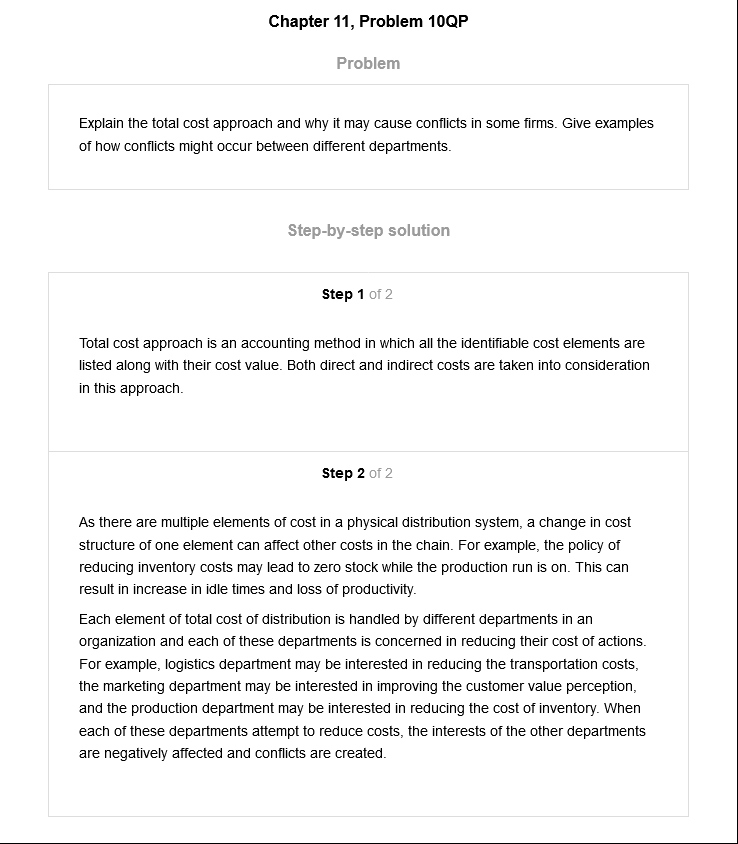 Chapter 11, Problem 10QP
Problem
Explain the total cost approach and why it may cause conflicts in some firms. Give examples
of how conflicts might occur between different departments.
Step-by-step solution
Step 1 of 2
Total cost approach is an accounting method in which all the identifiable cost elements are
listed along with their cost value. Both direct and indirect costs are taken into consideration
in this approach.
Step 2 of 2
As there are multiple elements of cost in a physical distribution system, a change in cost
structure of one element can affect other costs in the chain. For example, the policy of
reducing inventory costs may lead to zero stock while the production run is on. This can
result in increase in idle times and loss of productivity.
Each element of total cost of distribution is handled by different departments in an
organization and each of these departments is concerned in reducing their cost of actions.
For example, logistics department may be interested in reducing the transportation costs,
the marketing department may be interested in improving the customer value perception,
and the production department may be interested in reducing the cost of inventory. When
each of these departments attempt to reduce costs, the interests of the other departments
are negatively affected and conflicts are created.